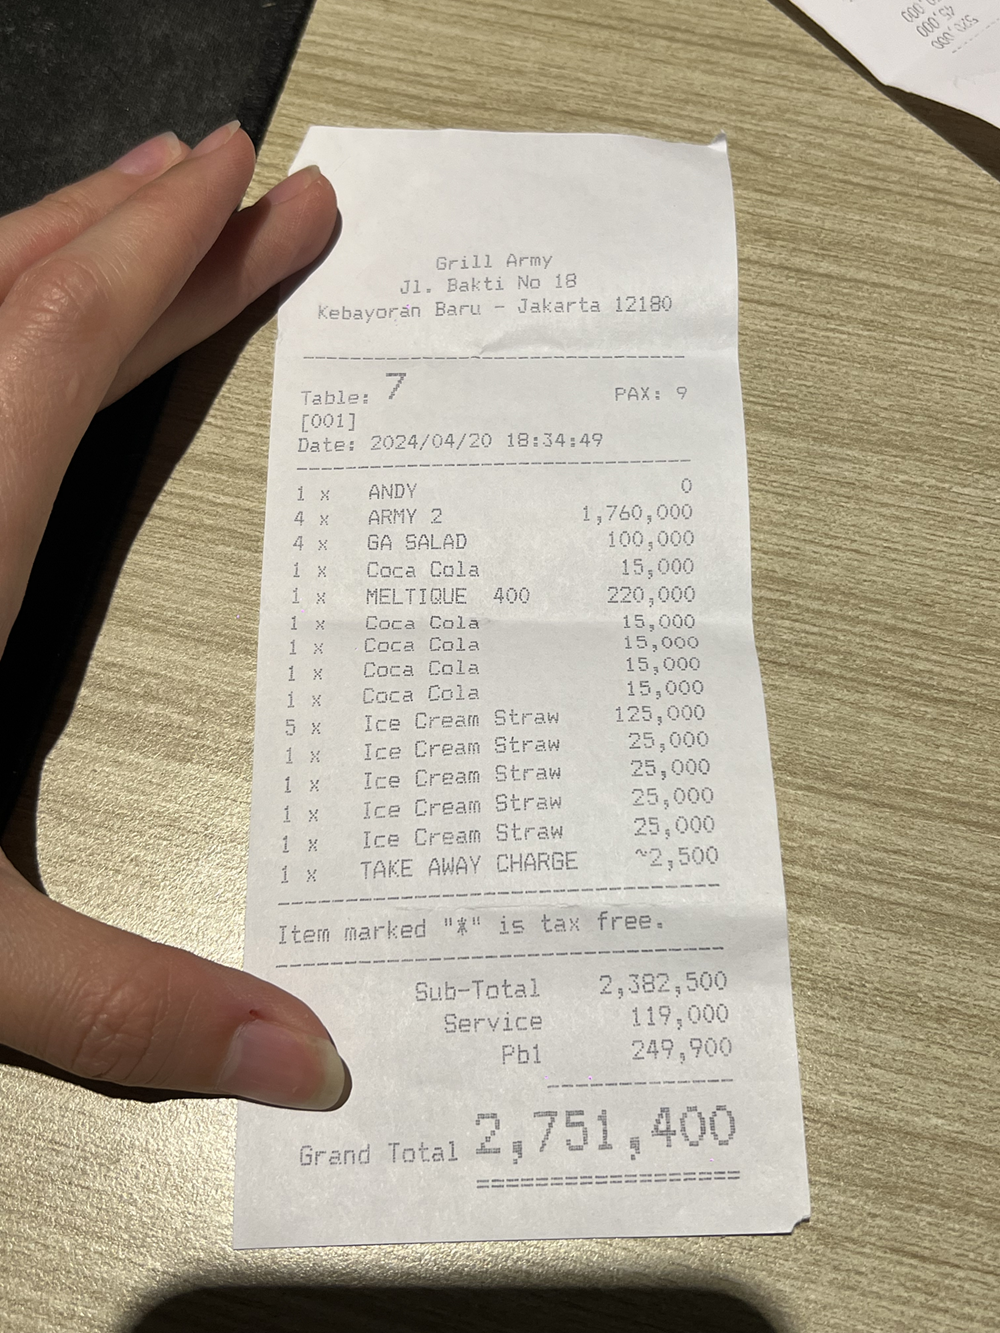 000
45,000
520,000
Grill Army
Jl. Bakti No 18
Kebayoran Baru - Jakarta 12180
Table: 7 PAX: 9
[001]
Date: 2024/04/20 18:34:49
1 x ANDY 0
4 x ARMY 2 1,760,000
4 x GA SALAD 100,000
1 x Coca Cola 15,000
1 x MELTIQUE 400 220,000
1 x Coca Cola 15,000
1 x Coca Cola 15,000
1 x Coca Cola 15,000
1 x Coca Cola 15,000
5 x Ice Cream Straw 125,000
1 x Ice Cream Straw 25,000
1 x Ice Cream Straw 25,000
1 x Ice Cream Straw 25,000
1 x Ice Cream Straw 25,000
1 x TAKE AWAY CHARGE ~2,500
Item marked "*" is tax free.
Sub-Total 2,382,500
Service 119,000
Pb1 249,900
Grand Total 2,751,400